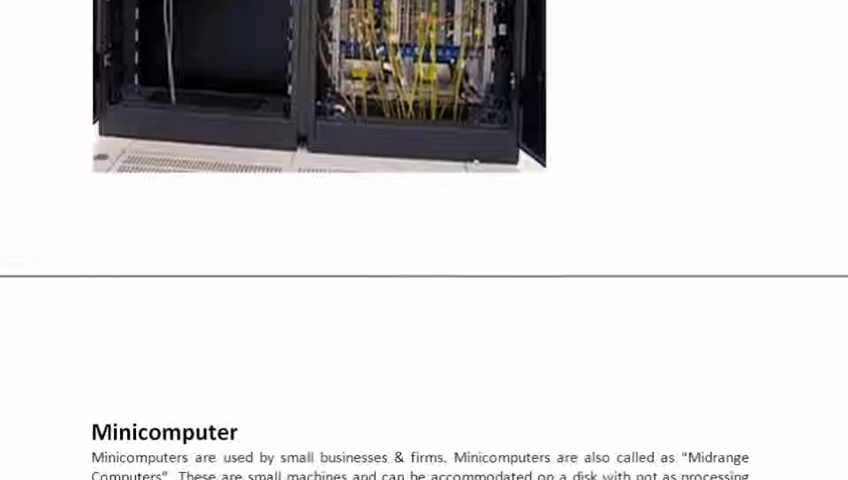 Minicomputer
Minicomputers are used by small businesses & firms. Minicomputers are also called as “Midrange
Computers”. These are small machines and can be accommodated on a disk with not as processing